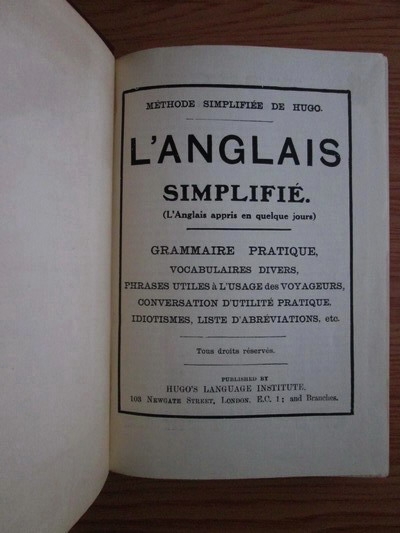 MÉTHODE SIMPLIFIÉE DE HUGO.
L'ANGLAIS
SIMPLIFIÉ.
(L'Anglais appris en quelque jours)
GRAMMAIRE PRATIQUE,
VOCABULAIRES DIVERS,
PHRASES UTILES à L'USAGE des VOYAGEURS,
CONVERSATION D'UTILITÉ PRATIQUE,
IDIOTISMES, LISTE D'ABRÉVIATIONS, etc.
Tous droits réservés.
PUBLISHED BY
HUGO'S LANGUAGE INSTITUTE,
103 NEWGATE STREET, LONDON. E.C. 1; and Branches.